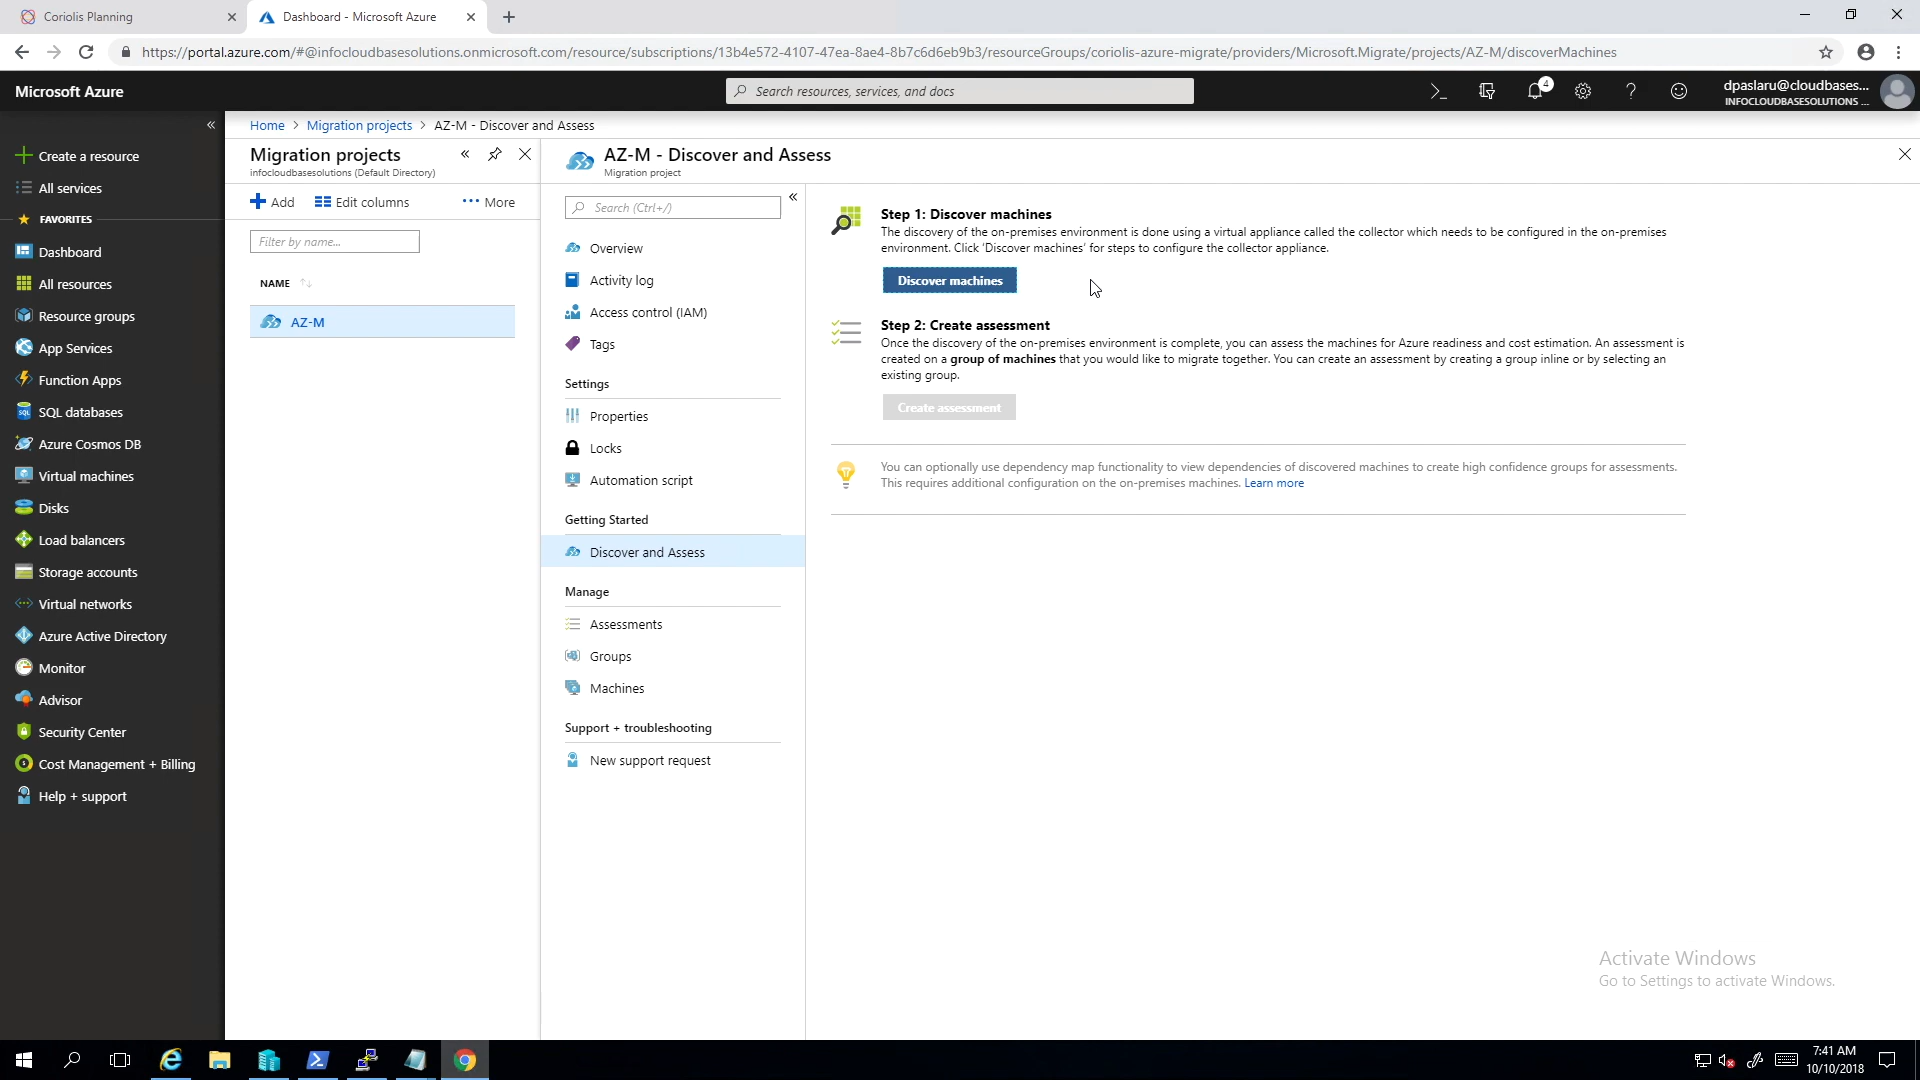 Coriolis Planning
Dashboard - Microsoft Azure
https://portal.azure.com/#@infocloudbasesolutions.onmicrosoft.com/resource/subscriptions/13b4e572-4107-47ea-8ae4-8b7c6d6eb9b3/resourceGroups/coriolis-azure-migrate/providers/Microsoft.Migrate/projects/AZ-M/discoverMachines
Microsoft Azure
Search resources, services, and docs
4
dpaslaru@cloudbases...
INFOCLOUDBASESOLUTIONS ...
Create a resource
All services
FAVORITES
Dashboard
All resources
Resource groups
App Services
Function Apps
SQL databases
Azure Cosmos DB
Virtual machines
Disks
Load balancers
Storage accounts
Virtual networks
Azure Active Directory
Monitor
Advisor
Security Center
Cost Management + Billing
Help + support
Home > Migration projects > AZ-M - Discover and Assess
Migration projects
infocloudbasesolutions (Default Directory)
Add
Edit columns
More
Filter by name...
NAME
AZ-M
AZ-M - Discover and Assess
Migration project
Search (Ctrl+/)
Overview
Activity log
Access control (IAM)
Tags
Settings
Properties
Locks
Automation script
Getting Started
Discover and Assess
Manage
Assessments
Groups
Machines
Support + troubleshooting
New support request
Step 1: Discover machines
The discovery of the on-premises environment is done using a virtual appliance called the collector which needs to be configured in the on-premises
environment. Click 'Discover machines' for steps to configure the collector appliance.
Discover machines
Step 2: Create assessment
Once the discovery of the on-premises environment is complete, you can assess the machines for Azure readiness and cost estimation. An assessment is
created on a group of machines that you would like to migrate together. You can create an assessment by creating a group inline or by selecting an
existing group.
Create assessment
You can optionally use dependency map functionality to view dependencies of discovered machines to create high confidence groups for assessments.
This requires additional configuration on the on-premises machines. Learn more
Activate Windows
Go to Settings to activate Windows.
7:41 AM
10/10/2018